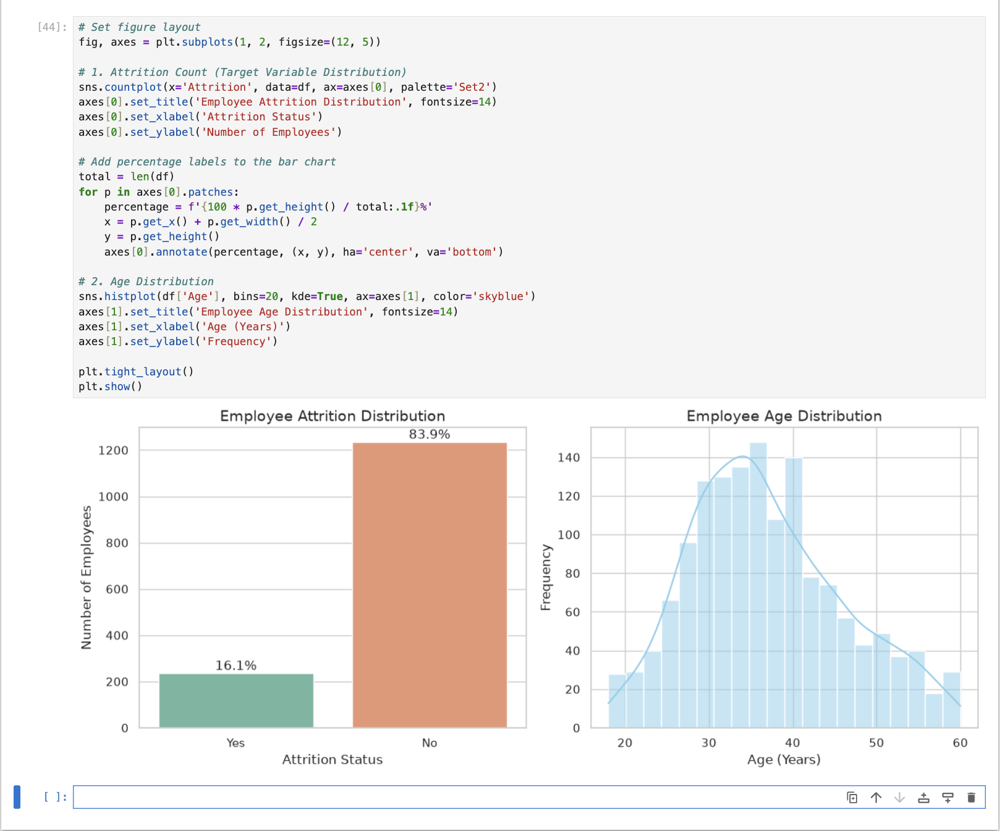 [44]:
# Set figure layout
fig, axes = plt.subplots(1, 2, figsize=(12, 5))
# 1. Attrition Count (Target Variable Distribution)
sns.countplot(x='Attrition', data=df, ax=axes[0], palette='Set2')
axes[0].set_title('Employee Attrition Distribution', fontsize=14)
axes[0].set_xlabel('Attrition Status')
axes[0].set_ylabel('Number of Employees')
# Add percentage labels to the bar chart
total = len(df)
for p in axes[0].patches:
    percentage = f'{100 * p.get_height() / total:.1f}%'
    x = p.get_x() + p.get_width() / 2
    y = p.get_height()
    axes[0].annotate(percentage, (x, y), ha='center', va='bottom')
# 2. Age Distribution
sns.histplot(df['Age'], bins=20, kde=True, ax=axes[1], color='skyblue')
axes[1].set_title('Employee Age Distribution', fontsize=14)
axes[1].set_xlabel('Age (Years)')
axes[1].set_ylabel('Frequency')
plt.tight_layout()
plt.show()
Employee Attrition Distribution
83.9%
16.1%
1200
1000
800
600
400
200
0
Number of Employees
Yes No
Attrition Status
Employee Age Distribution
140
120
100
80
60
40
20
0
Frequency
20 30 40 50 60
Age (Years)
[ ]: